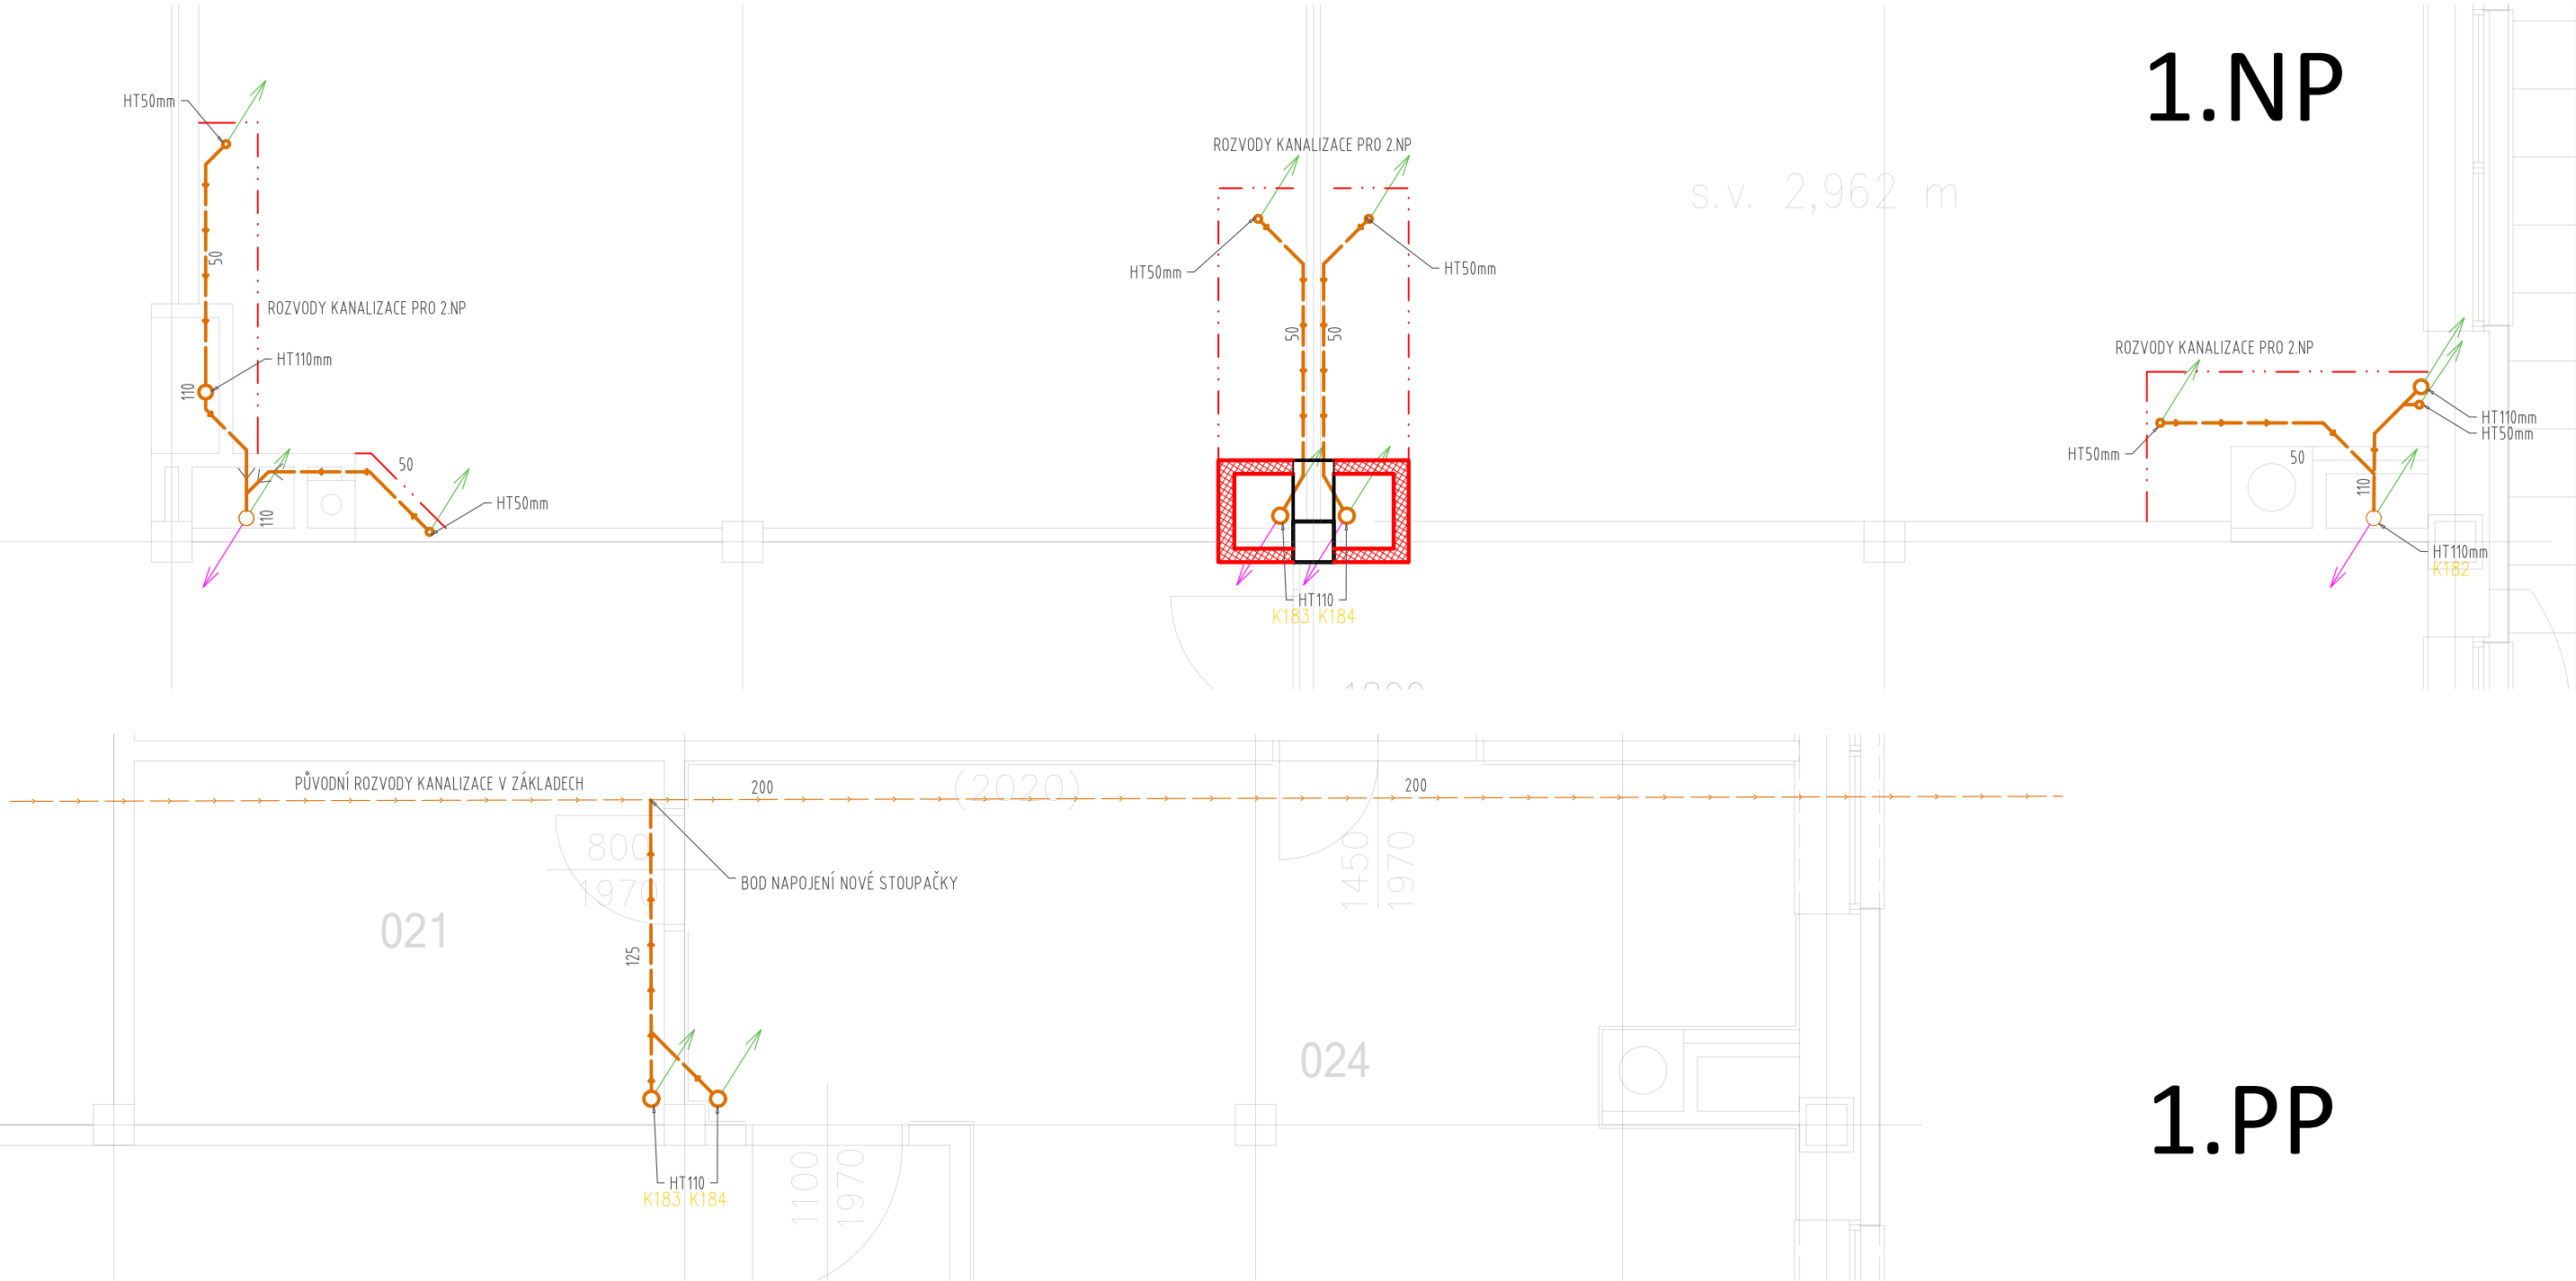 1.NP
HT50mm
50
ROZVODY KANALIZACE PRO 2.NP
HT110mm
110
50
HT50mm
110
ROZVODY KANALIZACE PRO 2.NP
HT50mm
HT50mm
50
50
HT110
K183 K184
s.v. 2,962 m
ROZVODY KANALIZACE PRO 2.NP
HT50mm
50
110
HT110mm
HT50mm
HT110mm
K182
PŮVODNÍ ROZVODY KANALIZACE V ZÁKLADECH
200
(2020)
200
800
1970
BOD NAPOJENÍ NOVÉ STOUPAČKY
1450
1970
021
125
024
HT110
K183 K184
1100
1970
1.PP